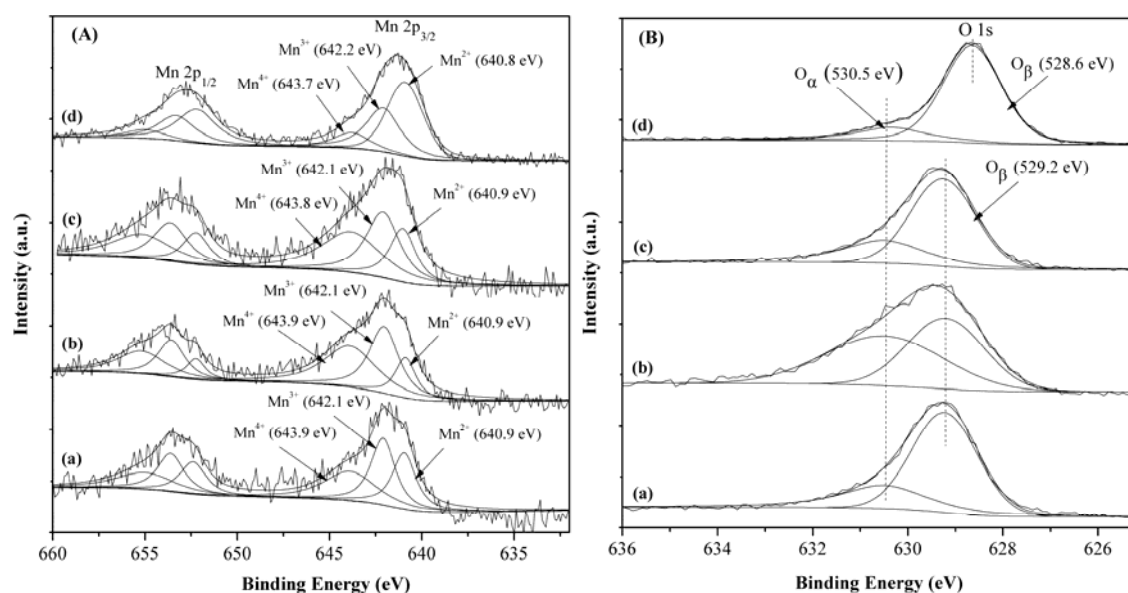 (A)
Mn 2p3/2
Mn3+ (642.2 eV)
Mn2+ (640.8 eV)
Mn4+ (643.7 eV)
Mn 2p1/2
(d)
Mn3+ (642.1 eV)
Mn2+ (640.9 eV)
Mn4+ (643.8 eV)
(c)
Mn3+ (642.1 eV)
Mn4+ (643.9 eV)
Mn2+ (640.9 eV)
(b)
Mn3+ (642.1 eV)
Mn4+ (643.9 eV)
Mn2+ (640.9 eV)
(a)
Intensity (a.u.)
660 655 650 645 640 635
Binding Energy (eV)
(B)
O 1s
Oα (530.5 eV)
Oβ (528.6 eV)
(d)
Oβ (529.2 eV)
(c)
(b)
(a)
Intensity (a.u.)
636 634 632 630 628 626
Binding Energy (eV)